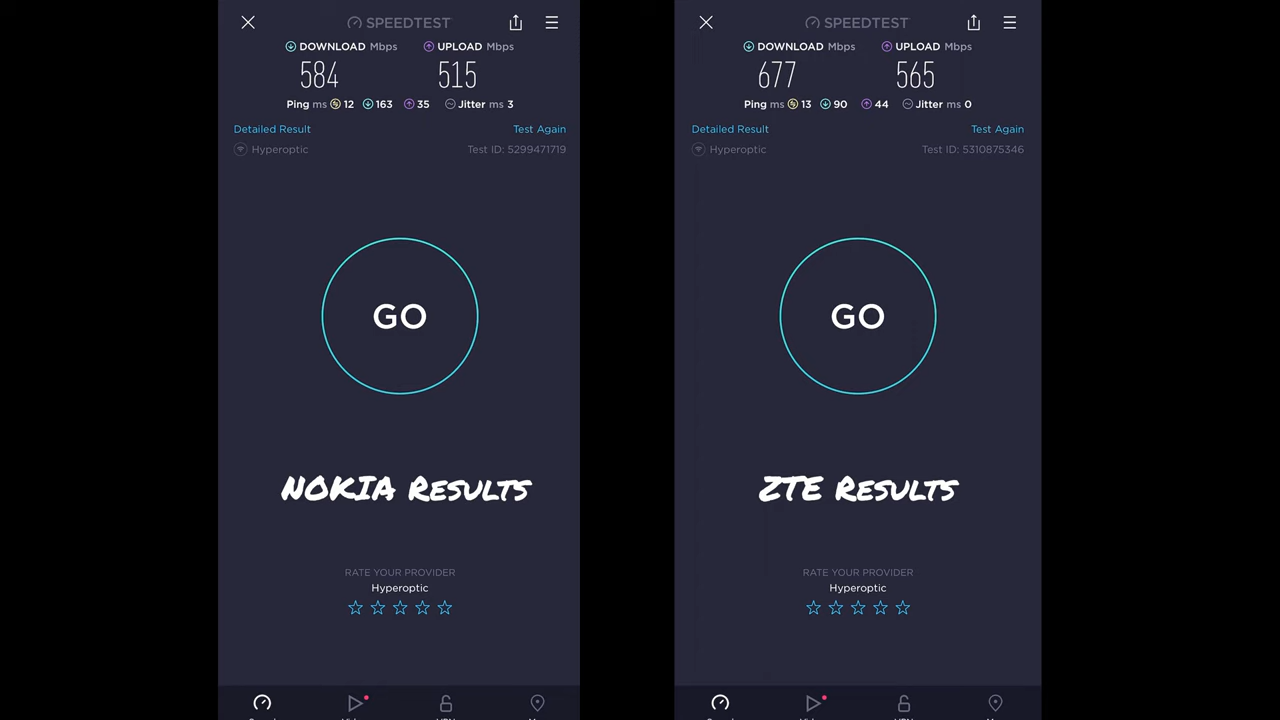 SPEEDTEST
DOWNLOAD Mbps UPLOAD Mbps
584 515
Ping ms 12 163 35 Jitter ms 3
Detailed Result Test Again
Hyperoptic Test ID: 5299471719
GO
NOKIA RESULTS
RATE YOUR PROVIDER
Hyperoptic
SPEEDTEST
DOWNLOAD Mbps UPLOAD Mbps
677 565
Ping ms 13 90 44 Jitter ms 0
Detailed Result Test Again
Hyperoptic Test ID: 5310875346
GO
ZTE RESULTS
RATE YOUR PROVIDER
Hyperoptic